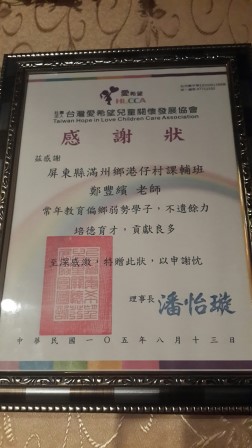 愛希望
HLCCA
台灣愛希望兒童關懷發展協會
Taiwan Hope in Love Children Care Association
感謝狀
茲感謝
屏東縣滿州鄉港仔村課輔班
鄭豐繽 老師
常年教育偏鄉弱勢學子，不遺餘力
培德育才，貢獻良多
至深感激，特贈此狀，以申謝忱
理事長 潘怡璇
中華民國一〇五年八月十三日